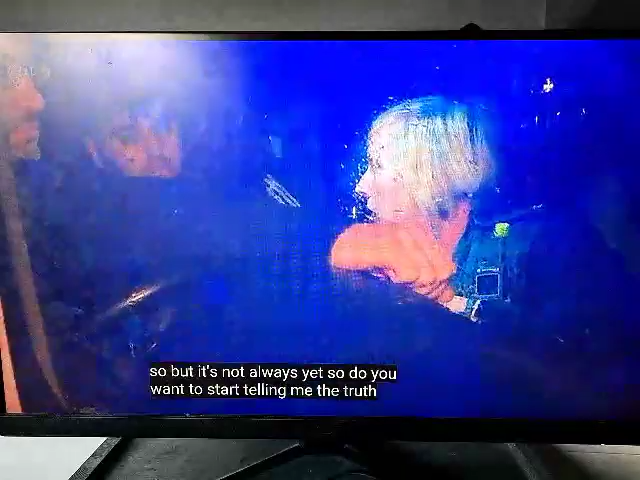 so but it's not always yet so do you
want to start telling me the truth